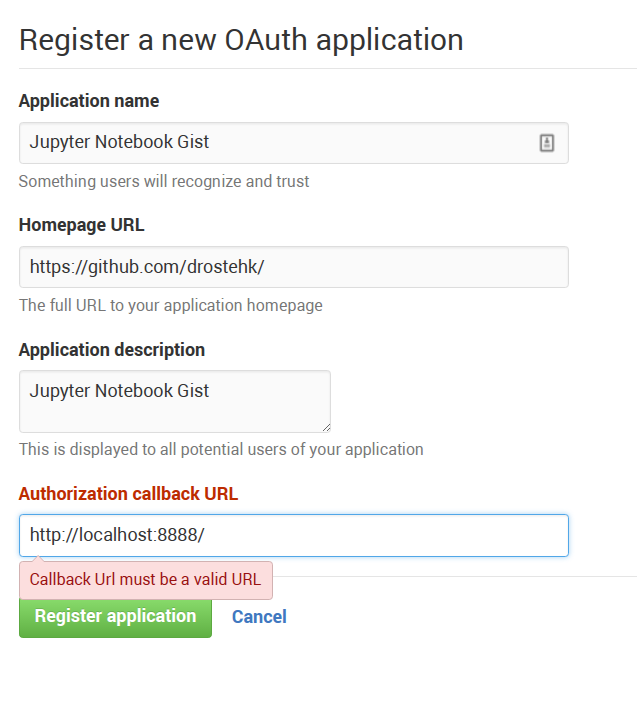 Register a new OAuth application
Application name
Jupyter Notebook Gist
Something users will recognize and trust
Homepage URL
https://github.com/drostehk/
The full URL to your application homepage
Application description
Jupyter Notebook Gist
This is displayed to all potential users of your application
Authorization callback URL
http://localhost:8888/
Callback Url must be a valid URL
Register application Cancel